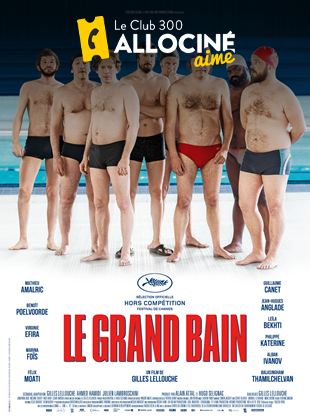 Le Club 300
ALLOCINÉ
aime
MATHIEU
AMALRIC
BENOÎT
POELVOORDE
VIRGINIE
EFIRA
MARINA
FOÏS
FÉLIX
MOATI
SÉLECTION OFFICIELLE
HORS COMPÉTITION
FESTIVAL DE CANNES
GUILLAUME
CANET
JEAN-HUGUES
ANGLADE
LEÏLA
BEKHTI
PHILIPPE
KATERINE
ALBAN
IVANOV
BALASINGHAM
THAMILCHELVAN
LE GRAND BAIN
UN FILM DE
GILLES LELLOUCHE